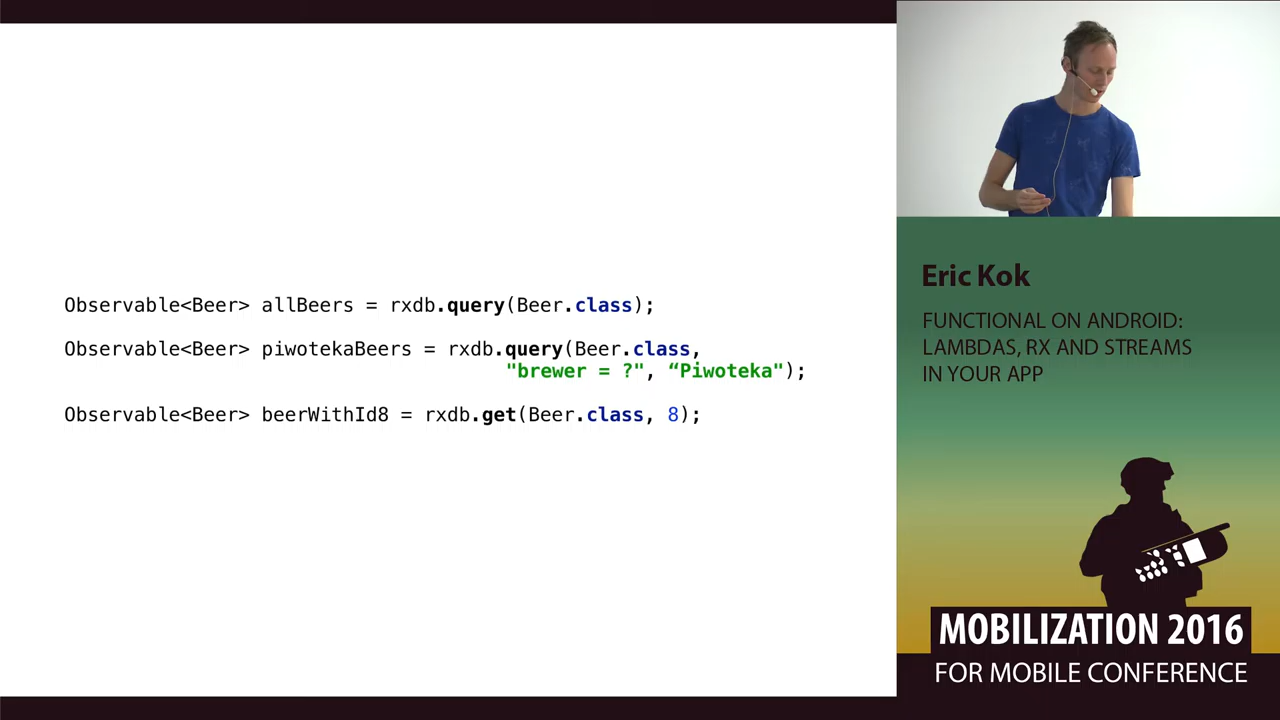 Observable<Beer> allBeers = rxdb.query(Beer.class);
Observable<Beer> piwotekaBeers = rxdb.query(Beer.class,
"brewer = ?", “Piwoteka");
Observable<Beer> beerWithId8 = rxdb.get(Beer.class, 8);
Eric Kok
FUNCTIONAL ON ANDROID:
LAMBDAS, RX AND STREAMS
IN YOUR APP
MOBILIZATION 2016
FOR MOBILE CONFERENCE